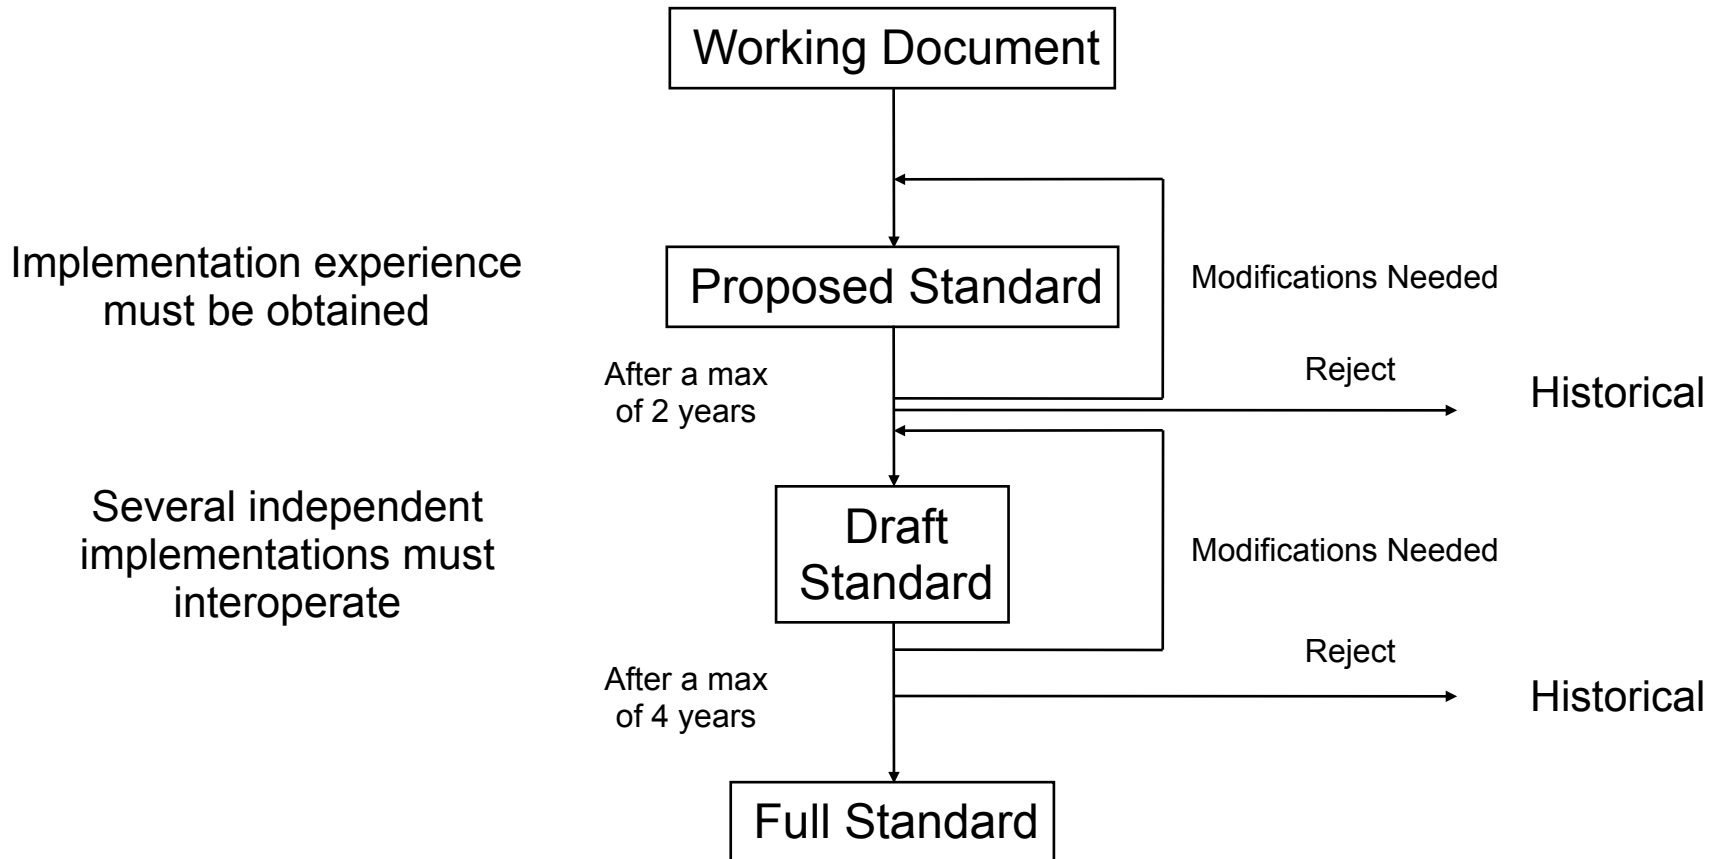 Working Document
Implementation experience
must be obtained
Proposed Standard
Modifications Needed
After a max
of 2 years
Reject
Historical
Several independent
implementations must
interoperate
Draft
Standard
Modifications Needed
After a max
of 4 years
Reject
Historical
Full Standard